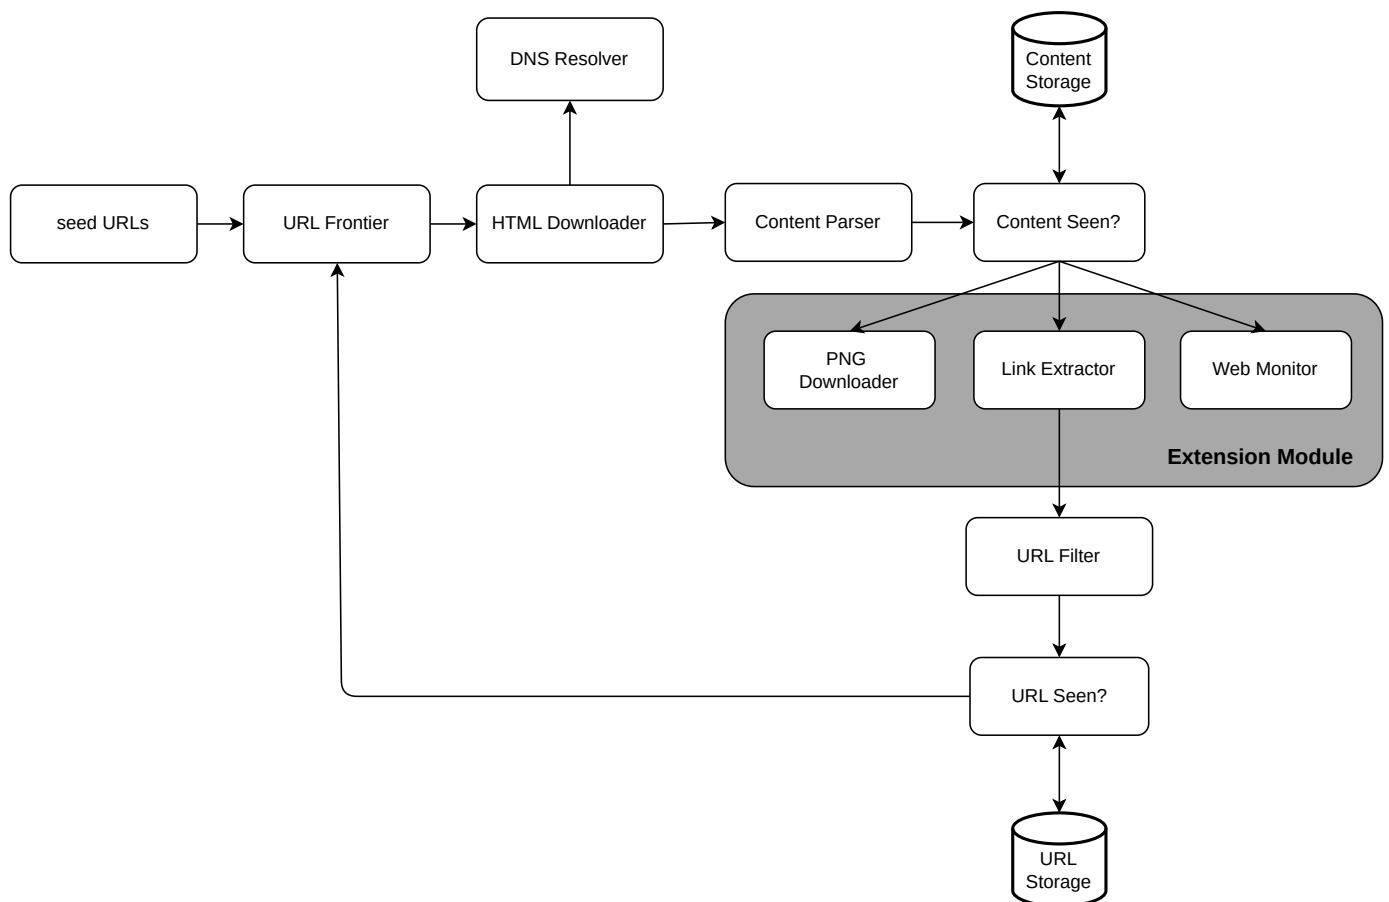 DNS Resolver
Content
Storage
seed URLs
URL Frontier
HTML Downloader
Content Parser
Content Seen?
PNG
Downloader
Link Extractor
Web Monitor
Extension Module
URL Filter
URL Seen?
URL
Storage